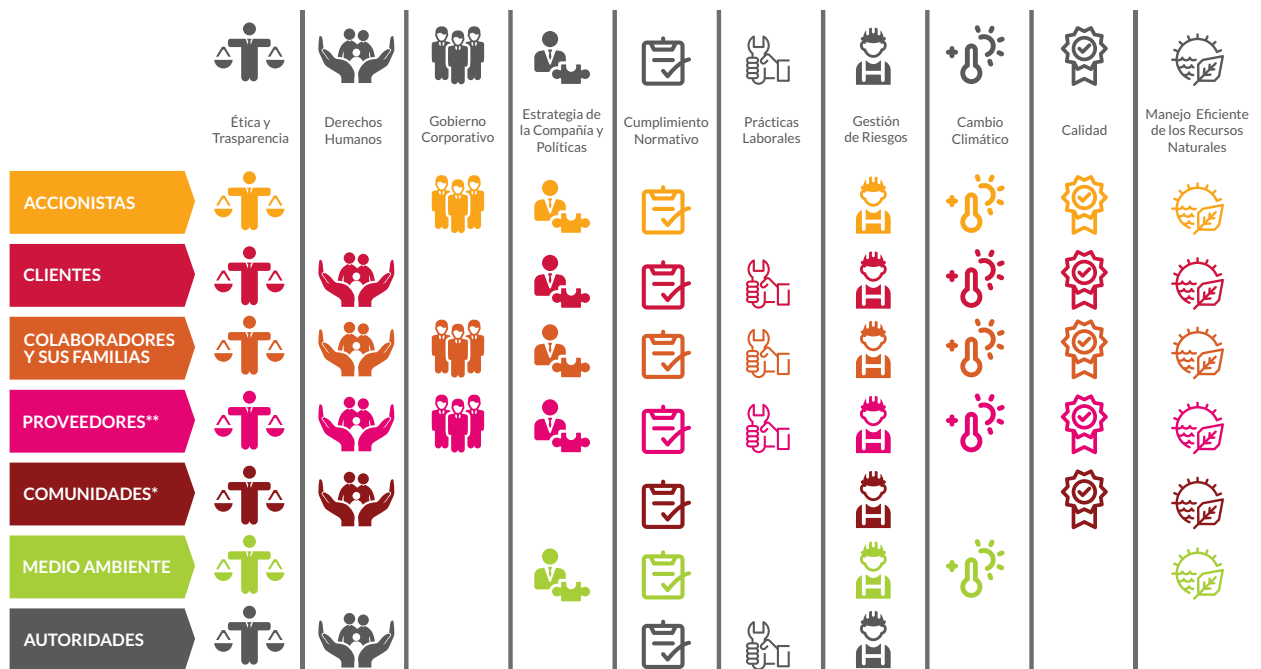 Ética y
Trasparencia
Derechos
Humanos
Gobierno
Corporativo
Estrategia de
la Compañía y
Políticas
Cumplimiento
Normativo
Prácticas
Laborales
Gestión
de Riesgos
Cambio
Climático
Calidad
Manejo Eficiente
de los Recursos
Naturales
ACCIONISTAS
CLIENTES
COLABORADORES
Y SUS FAMILIAS
PROVEEDORES**
COMUNIDADES*
MEDIO AMBIENTE
AUTORIDADES